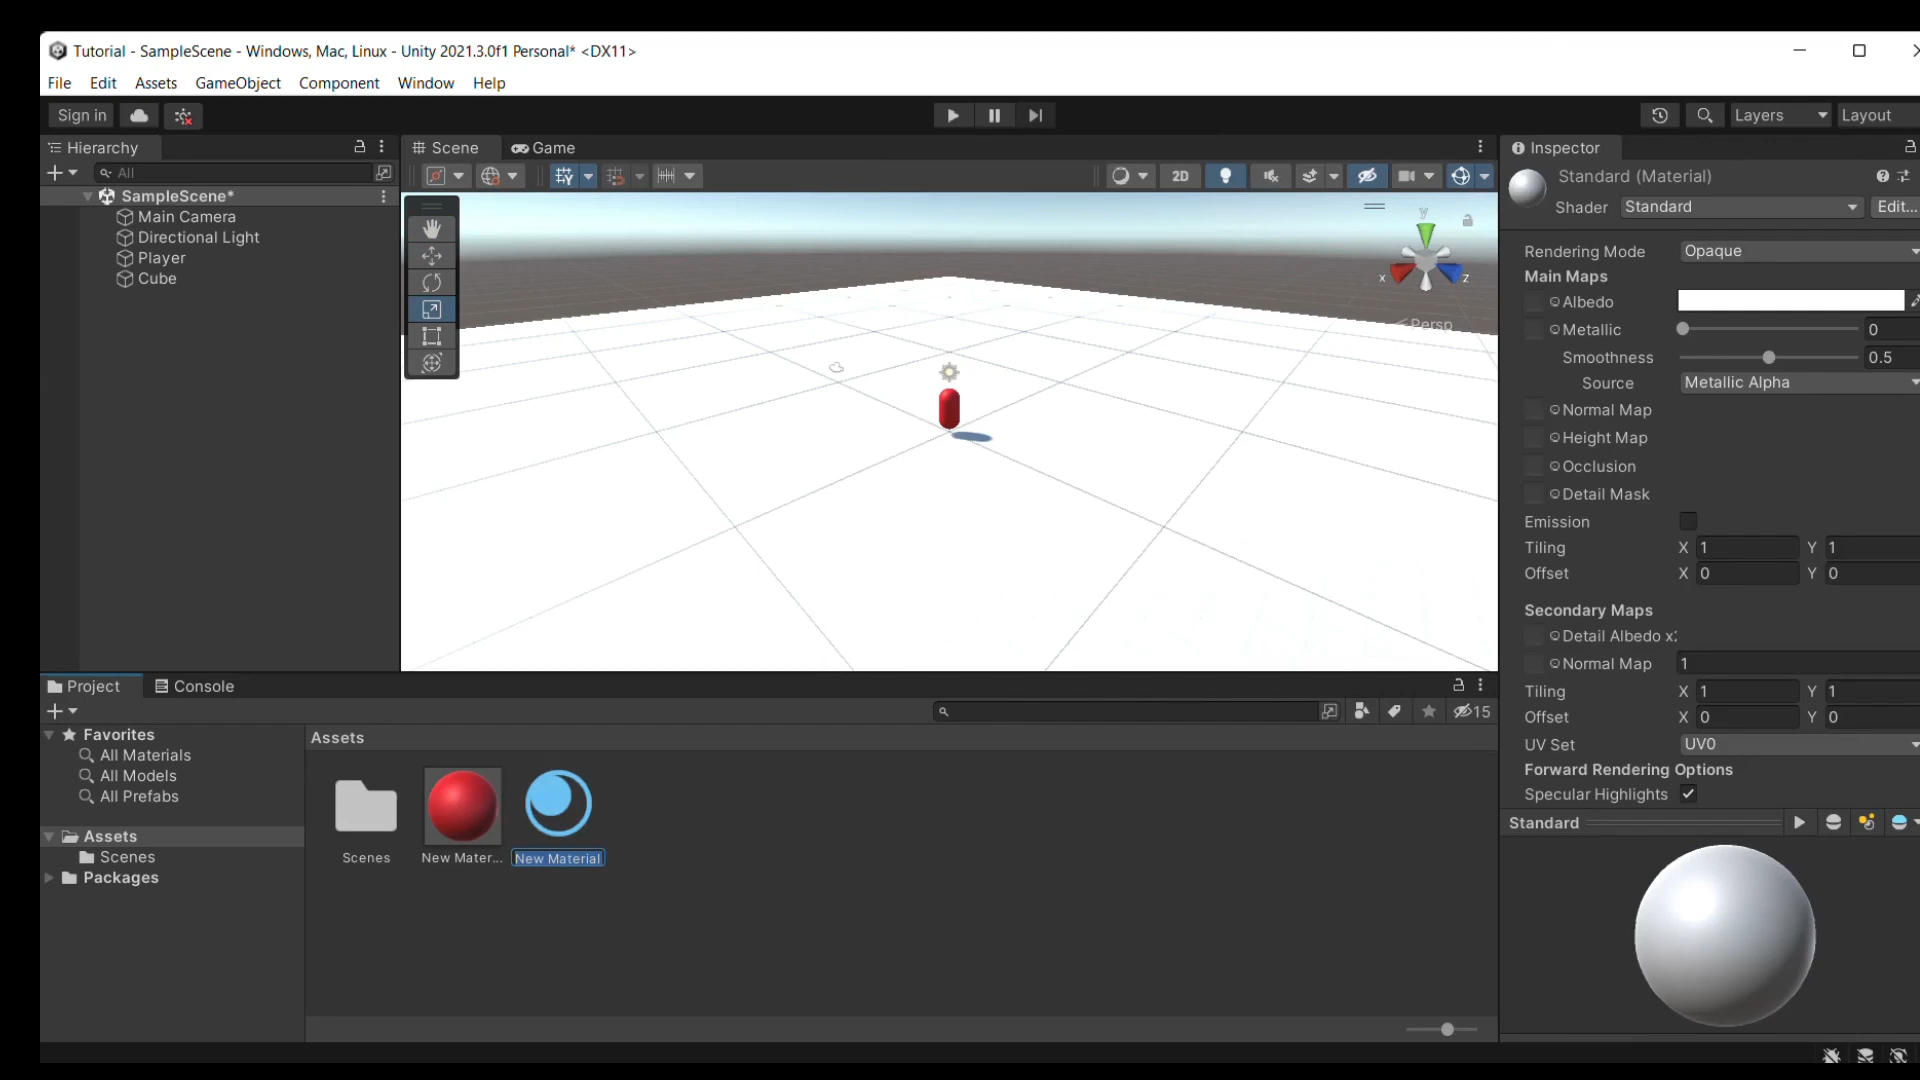 Tutorial - SampleScene - Windows, Mac, Linux - Unity 2021.3.0f1 Personal* <DX11>
File Edit Assets GameObject Component Window Help
Sign in Layers Layout
Hierarchy
All
SampleScene*
Main Camera
Directional Light
Player
Cube
Scene Game
2D
y
x
z
Persp
Inspector
Standard (Material)
Shader Standard Edit...
Rendering Mode Opaque
Main Maps
Albedo
Metallic 0
Smoothness 0.5
Source Metallic Alpha
Normal Map
Height Map
Occlusion
Detail Mask
Emission
Tiling X 1 Y 1
Offset X 0 Y 0
Secondary Maps
Detail Albedo x
Normal Map 1
Tiling X 1 Y 1
Offset X 0 Y 0
UV Set UV0
Forward Rendering Options
Specular Highlights
Standard
Project Console
15
Favorites
All Materials
All Models
All Prefabs
Assets
Scenes
Packages
Assets
Scenes New Mater... New Material